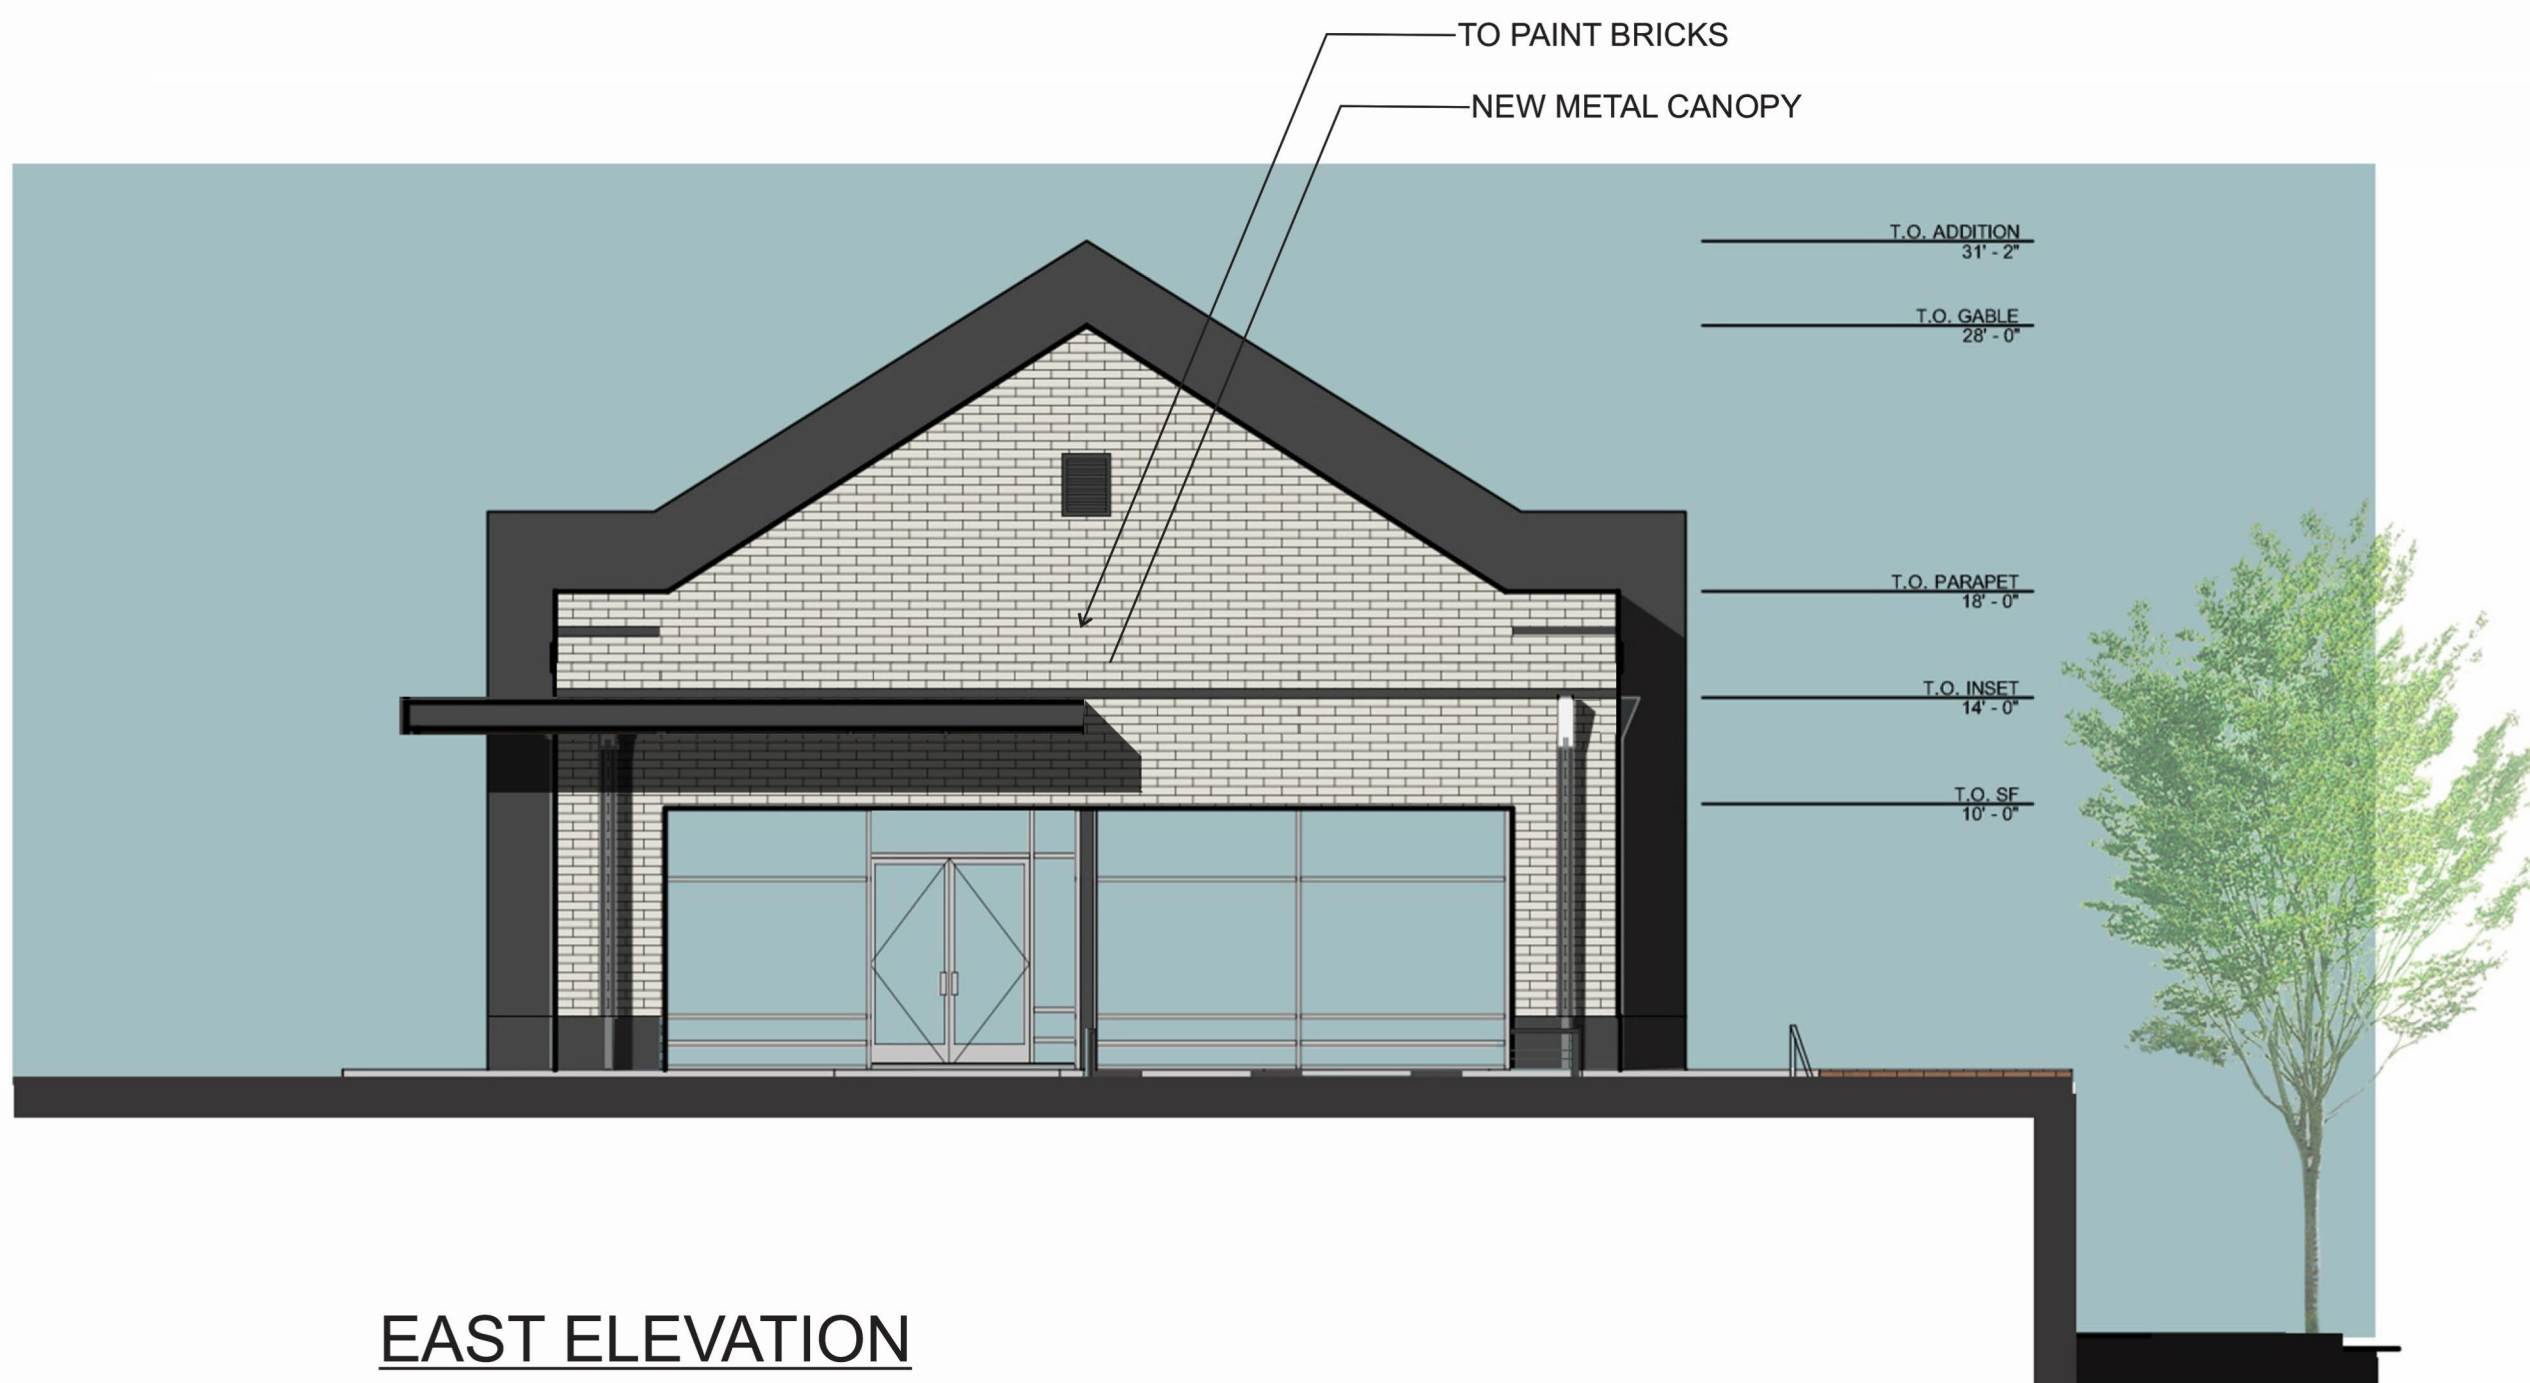 TO PAINT BRICKS
NEW METAL CANOPY
T.O. ADDITION
31' - 2"
T.O. GABLE
28' - 0"
T.O. PARAPET
18' - 0"
T.O. INSET
14' - 0"
T.O. SF
10' - 0"
EAST ELEVATION